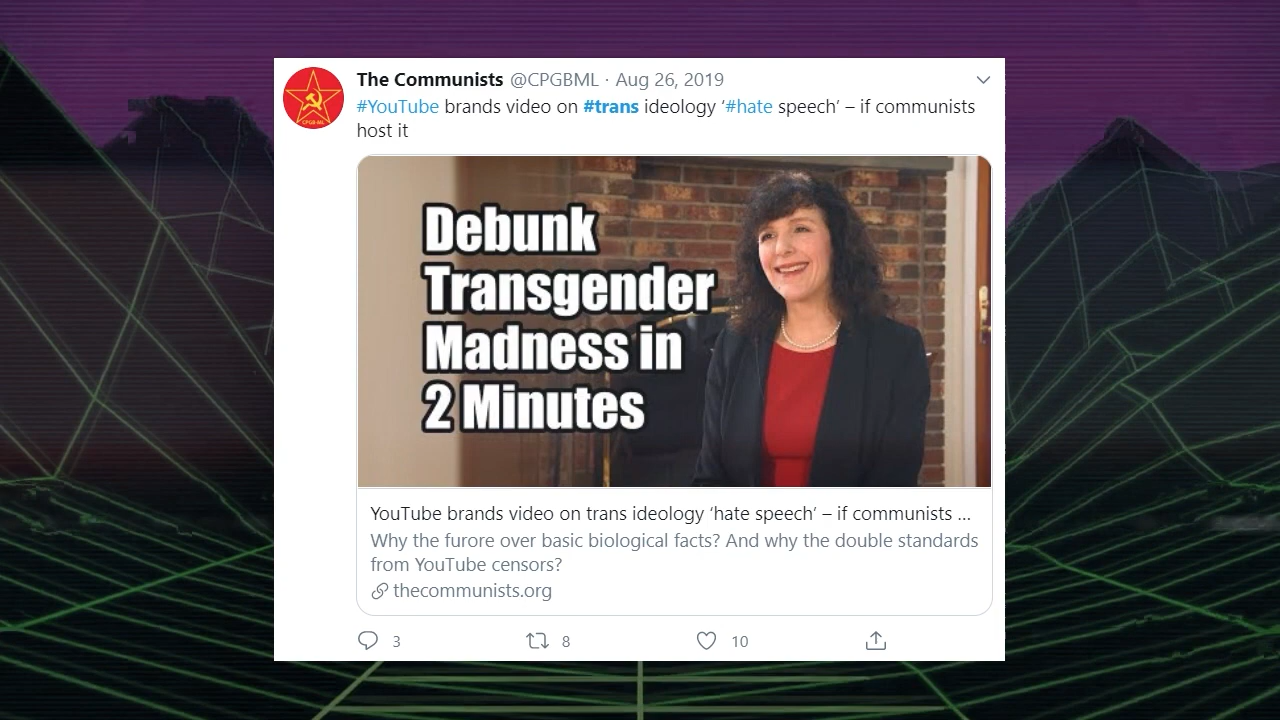 The Communists @CPGBML · Aug 26, 2019
#YouTube brands video on #trans ideology ‘#hate speech’ – if communists
host it
CPGB-ML
Debunk
Transgender
Madness in
2 Minutes
YouTube brands video on trans ideology ‘hate speech’ – if communists ...
Why the furore over basic biological facts? And why the double standards
from YouTube censors?
thecommunists.org
3 8 10